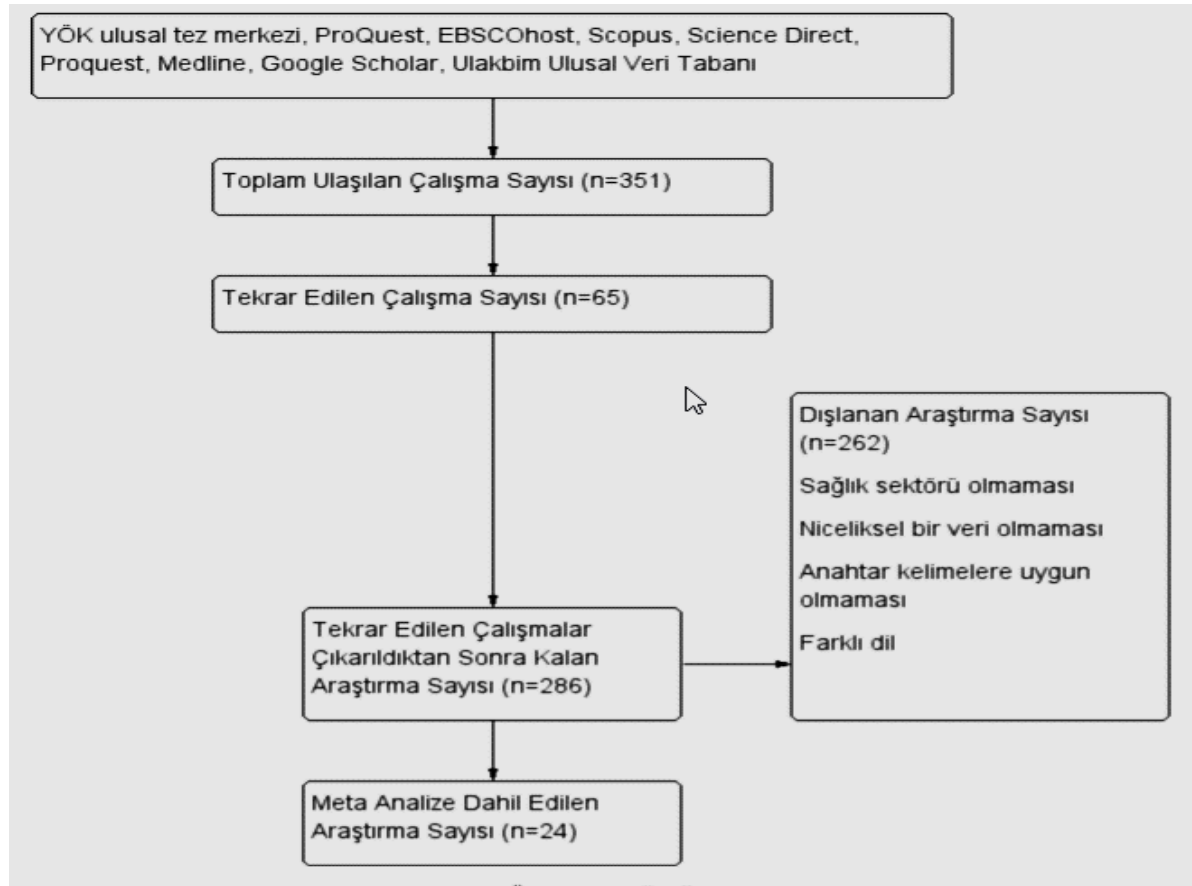 YÖK ulusal tez merkezi, ProQuest, EBSCOhost, Scopus, Science Direct,
Proquest, Medline, Google Scholar, Ulakbim Ulusal Veri Tabanı
Toplam Ulaşılan Çalışma Sayısı (n=351)
Tekrar Edilen Çalışma Sayısı (n=65)
Dışlanan Araştırma Sayısı
(n=262)
Sağlık sektörü olmaması
Niceliksel bir veri olmaması
Anahtar kelimelere uygun
olmaması
Farklı dil
Tekrar Edilen Çalışmalar
Çıkarıldıktan Sonra Kalan
Araştırma Sayısı (n=286)
Meta Analize Dahil Edilen
Araştırma Sayısı (n=24)